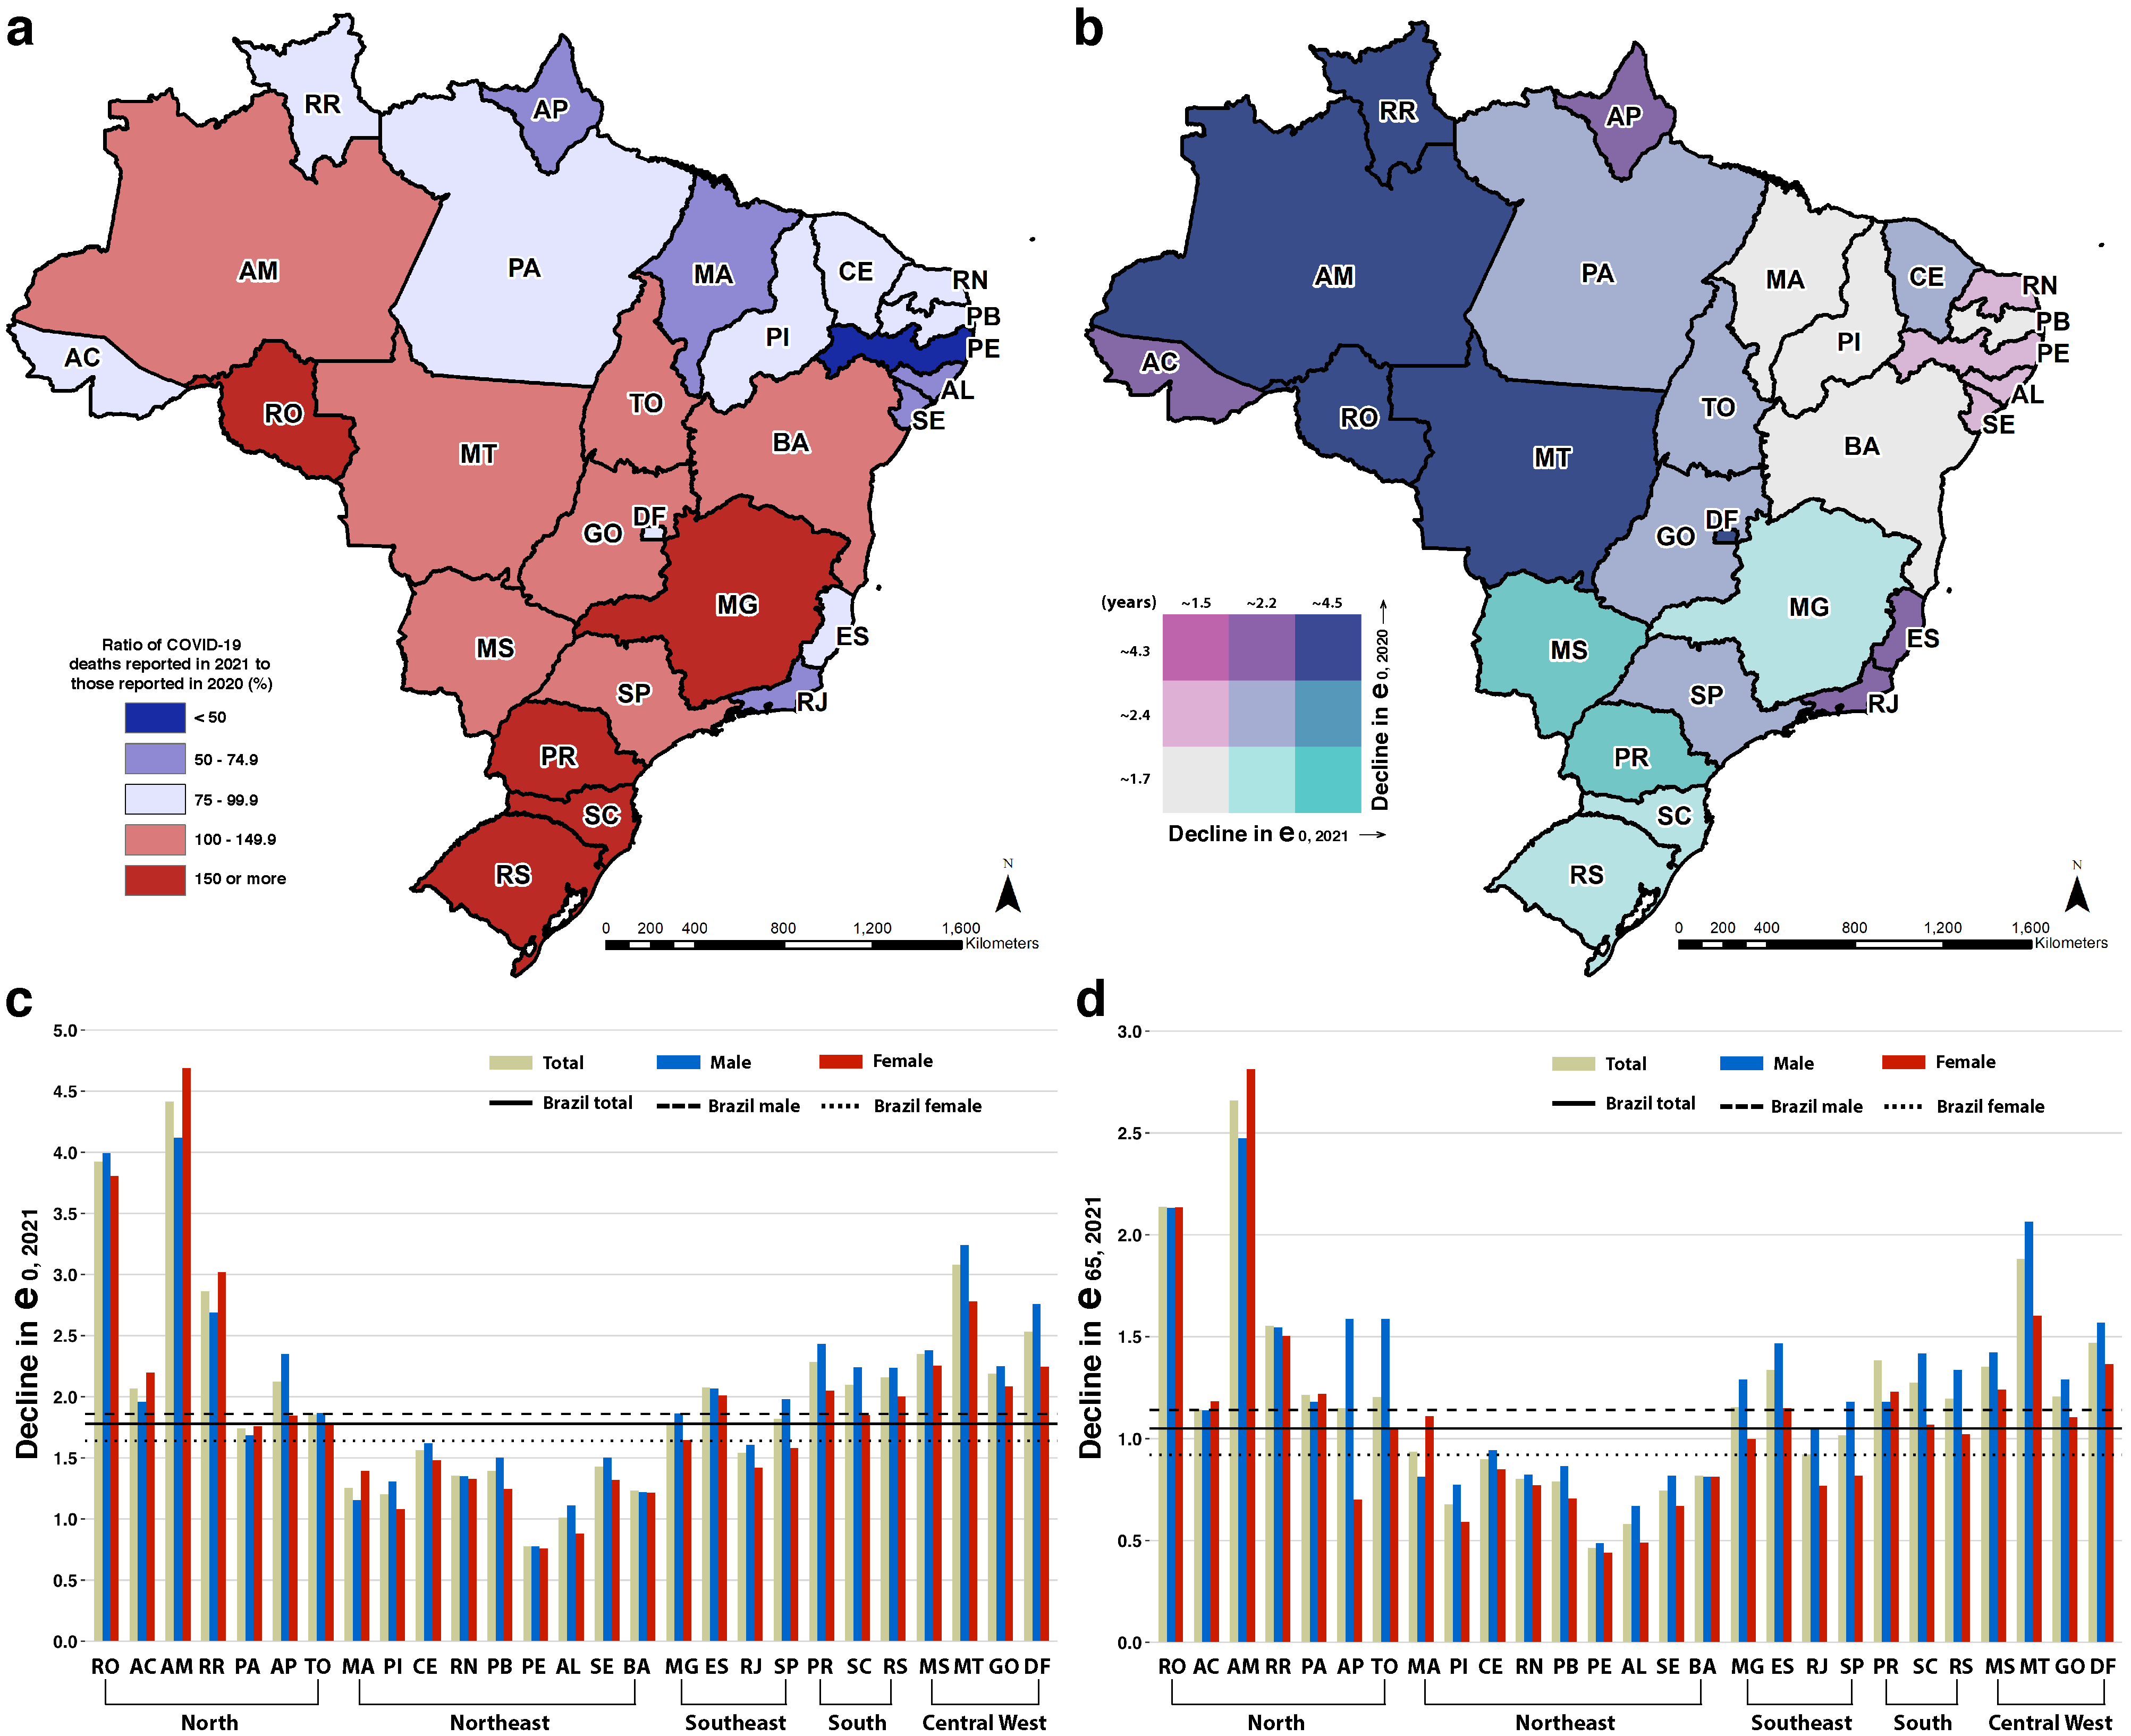 a
RR
AP
AM
PA
MA
CE
RN
PB
PE
AL
SE
PI
AC
RO
TO
BA
MT
GO
DF
MG
ES
MS
SP
RJ
PR
SC
RS
Ratio of COVID-19
deaths reported in 2021 to
those reported in 2020 (%)
< 50
50 - 74.9
75 - 99.9
100 - 149.9
150 or more
N
0 200 400 800 1,200 1,600
Kilometers
b
RR
AP
AM
PA
MA
CE
RN
PB
PE
AL
SE
PI
AC
RO
TO
BA
MT
GO
DF
MG
ES
MS
SP
RJ
PR
SC
RS
(years) ~1.5 ~2.2 ~4.5
~4.3
~2.4
~1.7
Decline in e 0, 2020
Decline in e 0, 2021
N
0 200 400 800 1,200 1,600
Kilometers
c
Decline in e 0, 2021
5.0
4.5
4.0
3.5
3.0
2.5
2.0
1.5
1.0
0.5
0.0
Total Male Female
Brazil total Brazil male Brazil female
RO AC AM RR PA AP TO MA PI CE RN PB PE AL SE BA MG ES RJ SP PR SC RS MS MT GO DF
North Northeast Southeast South Central West
d
Decline in e 65, 2021
3.0
2.5
2.0
1.5
1.0
0.5
0.0
Total Male Female
Brazil total Brazil male Brazil female
RO AC AM RR PA AP TO MA PI CE RN PB PE AL SE BA MG ES RJ SP PR SC RS MS MT GO DF
North Northeast Southeast South Central West